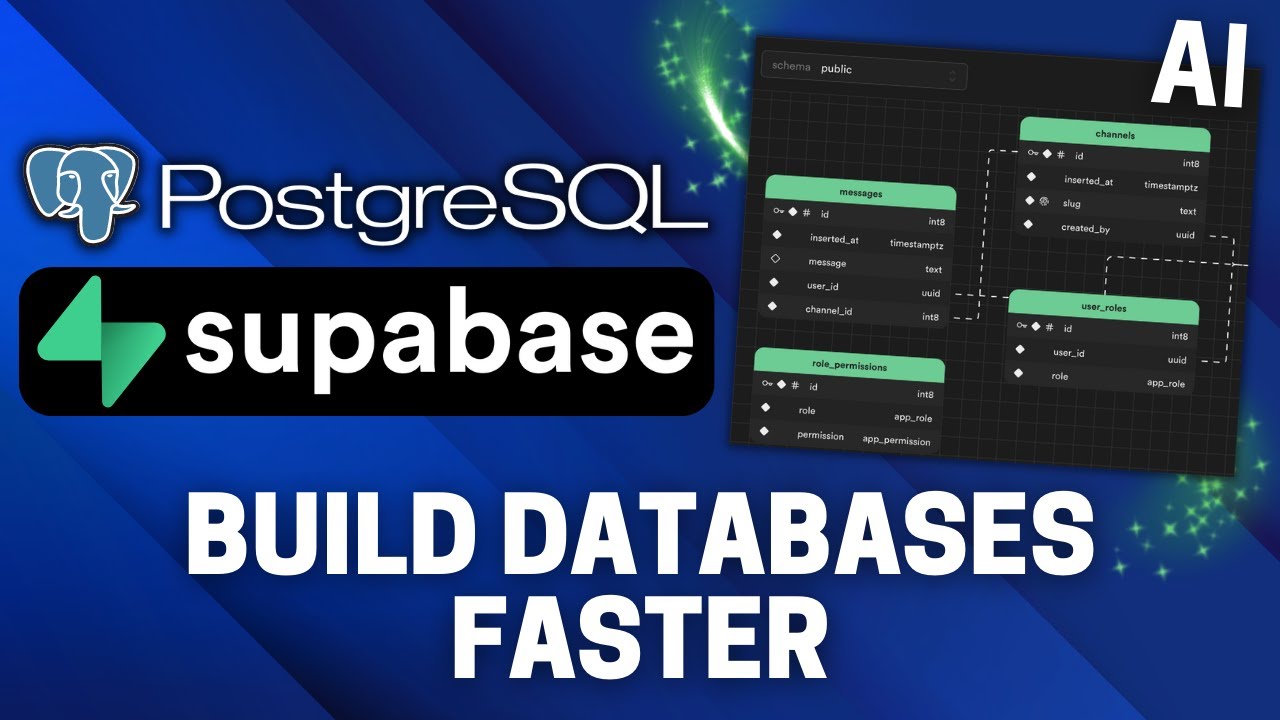 AI
PostgreSQL
supabase
schema public
channels
# id int8
inserted_at timestamptz
slug text
created_by uuid
messages
# id int8
inserted_at timestamptz
message text
user_id uuid
channel_id int8
user_roles
# id int8
user_id uuid
role app_role
role_permissions
# id int8
role app_role
permission app_permission
BUILD DATABASES
FASTER